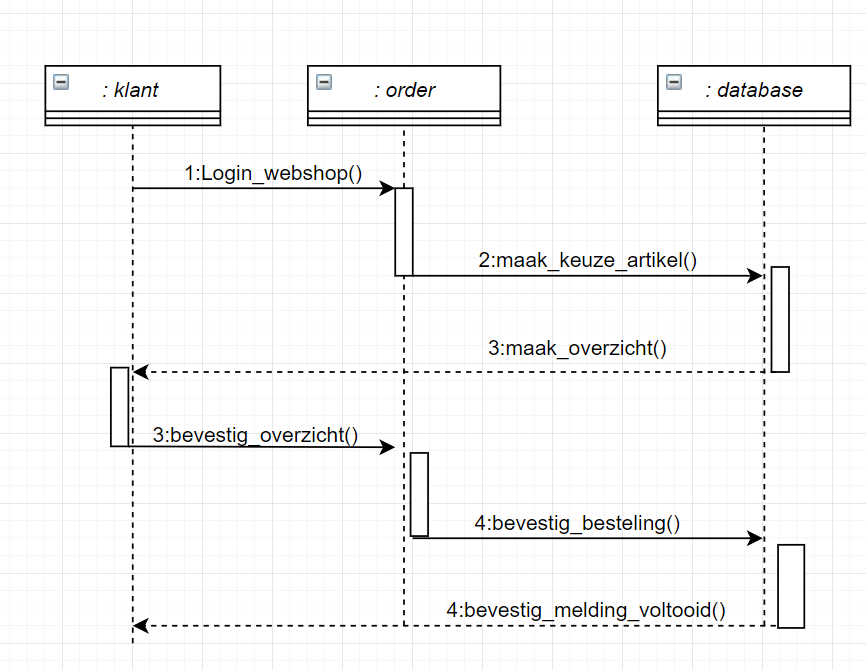 : klant
: order
: database
1:Login_webshop()
2:maak_keuze_artikel()
3:maak_overzicht()
3:bevestig_overzicht()
4:bevestig_besteling()
4:bevestig_melding_voltooid()